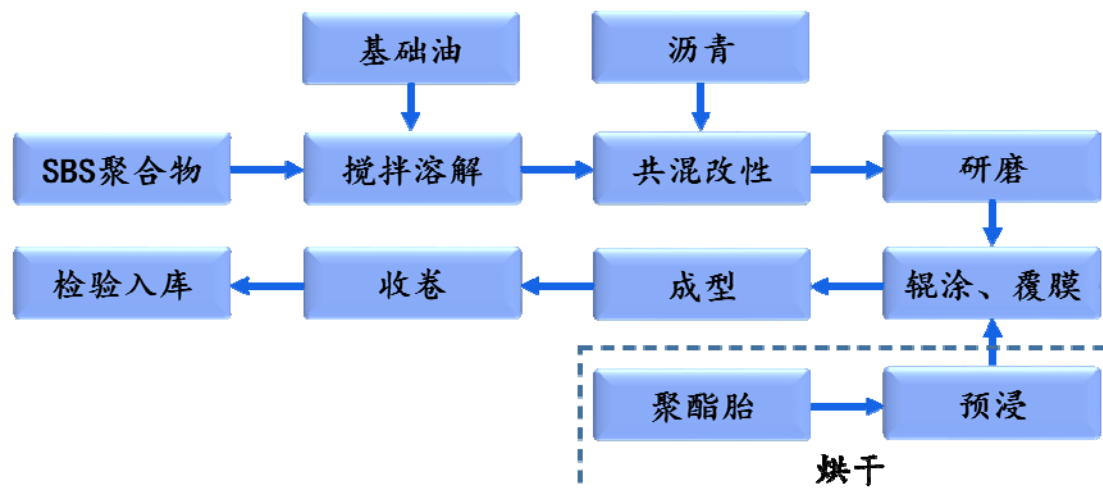 基础油
沥青
SBS聚合物
搅拌溶解
共混改性
研磨
检验入库
收卷
成型
辊涂、覆膜
聚酯胎
预浸
烘干